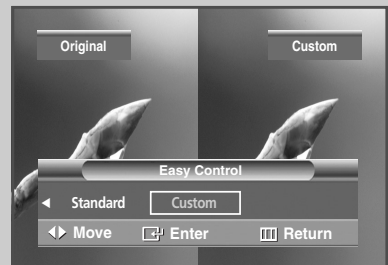 Original Custom
Easy Control
Standard Custom
Move Enter Return